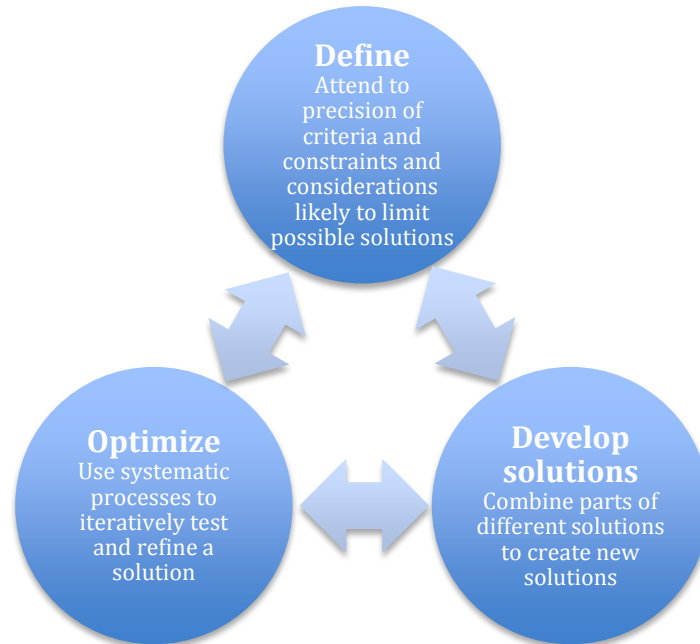 Define
Attend to
precision of
criteria and
constraints and
considerations
likely to limit
possible solutions
Optimize
Use systematic
processes to
iteratively test
and refine a
solution
Develop
solutions
Combine parts of
different solutions
to create new
solutions